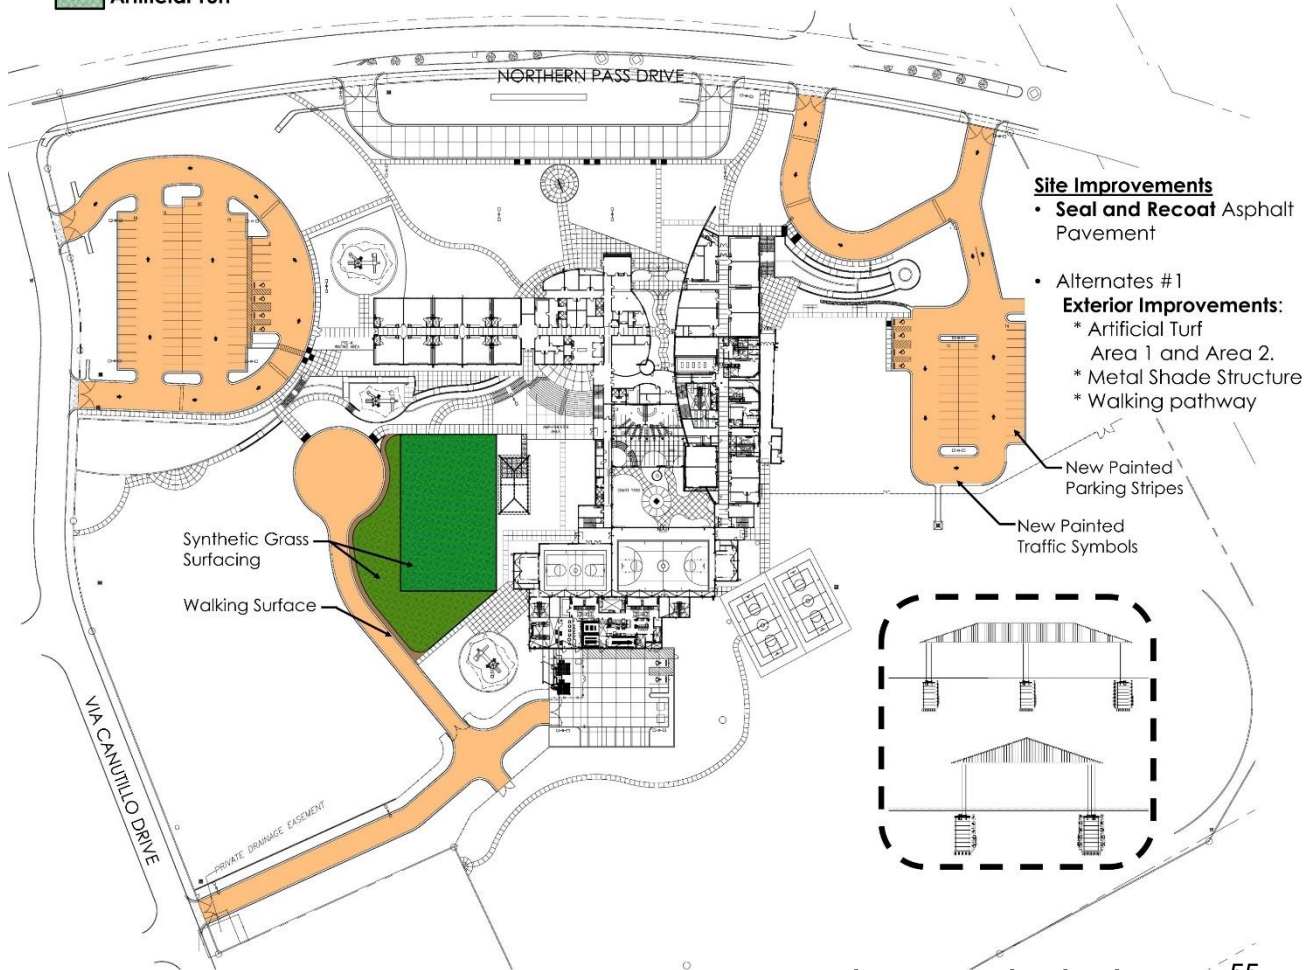 Artificial Turf
NORTHERN PASS DRIVE
Site Improvements
• Seal and Recoat Asphalt
Pavement
• Alternates #1
Exterior Improvements:
* Artificial Turf
Area 1 and Area 2.
* Metal Shade Structure
* Walking pathway
New Painted
Parking Stripes
New Painted
Traffic Symbols
Synthetic Grass
Surfacing
Walking Surface
VIA CANUTILLO DRIVE
PRIVATE DRAINAGE EASEMENT
55